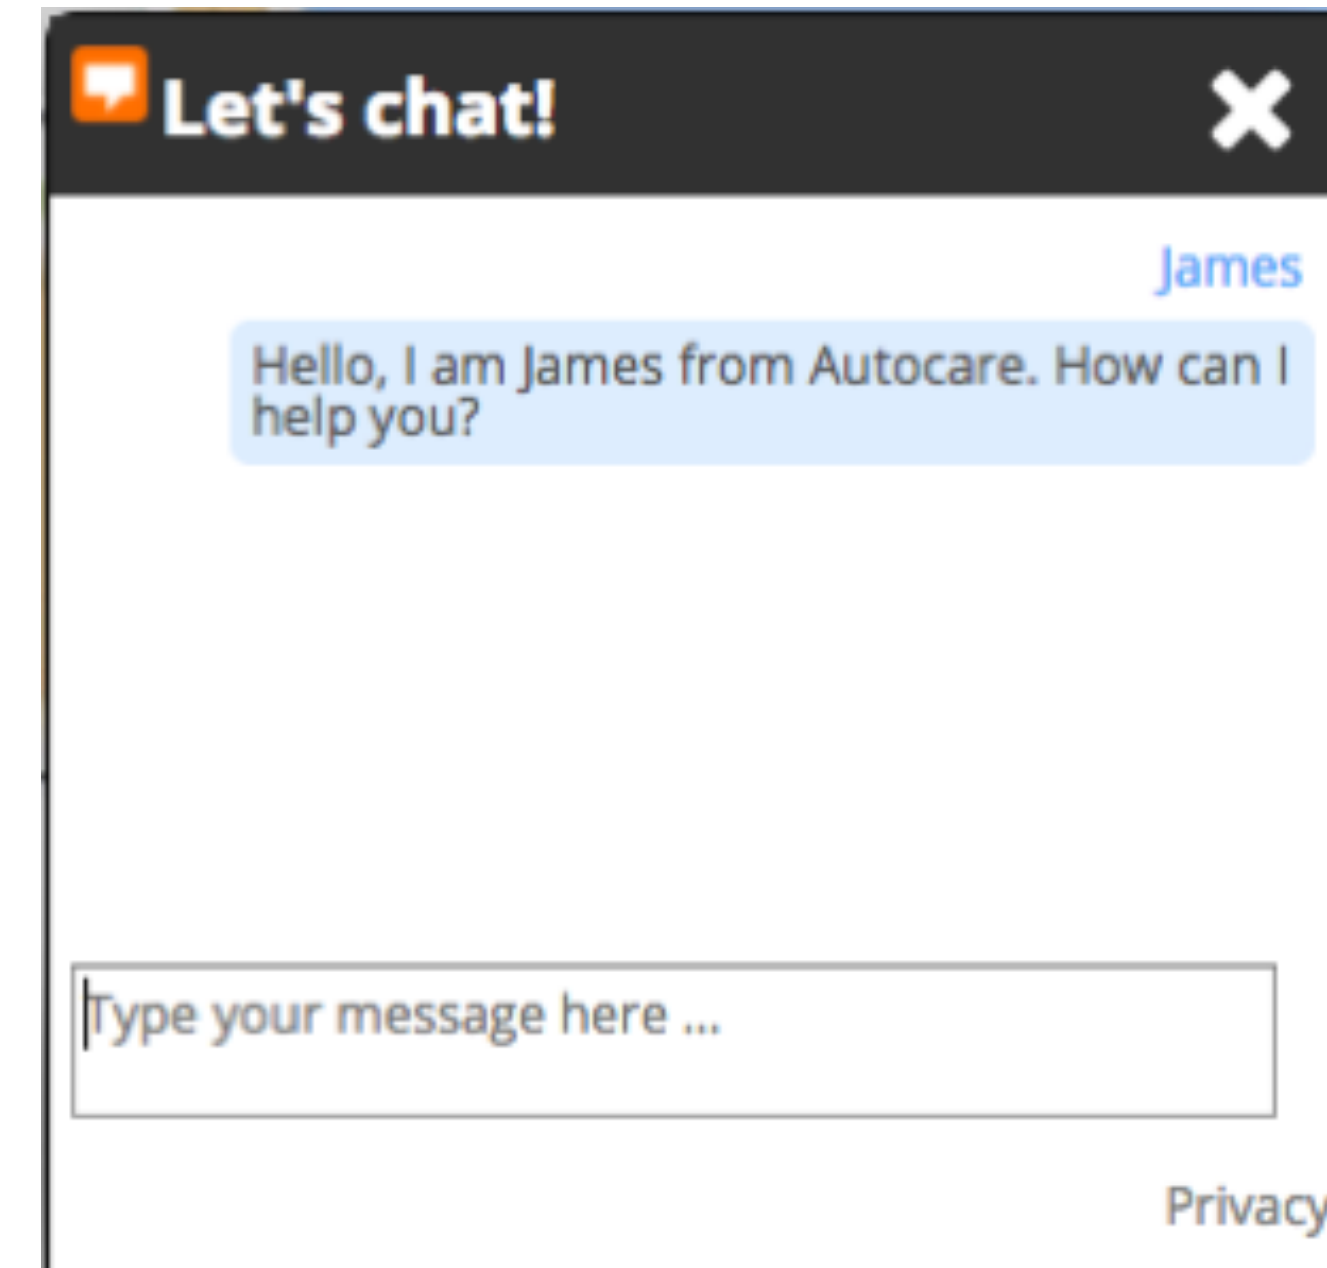 Let's chat!
James
Hello, I am James from Autocare. How can I
help you?
Type your message here ...
Privacy